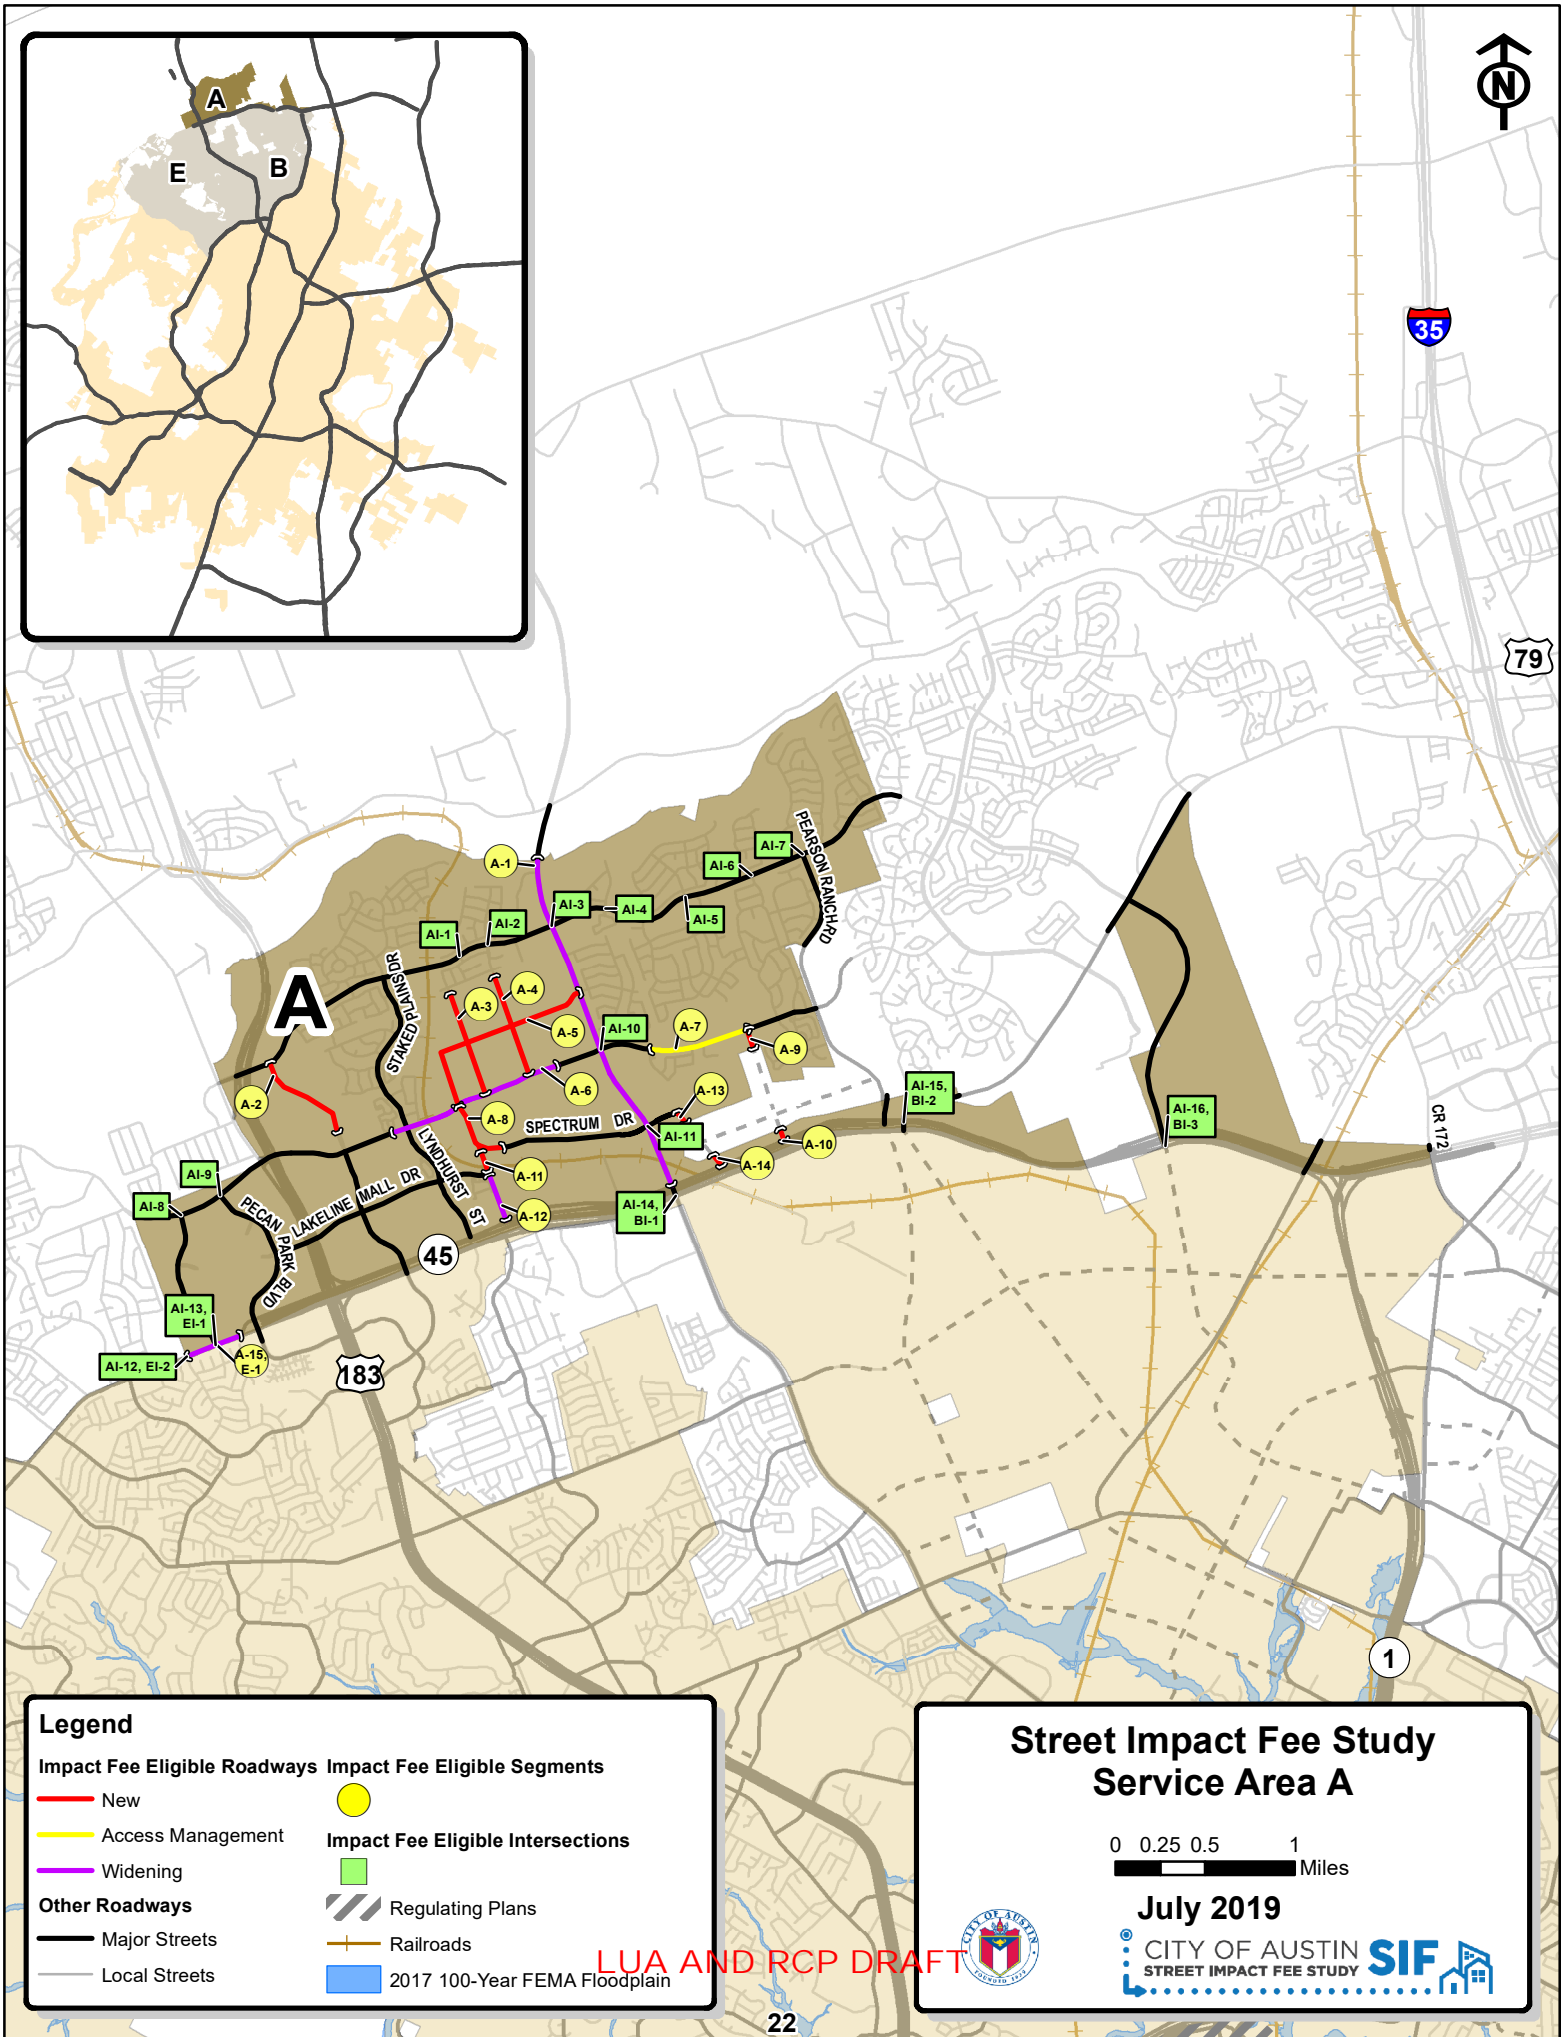 A
E
B
N
35
79
A-1
AI-7
PEARSON RANCH RD
AI-6
AI-3
AI-4
AI-5
AI-2
AI-1
STAKED PLAINS DR
A
A-4
A-3
A-5
AI-10
A-7
A-9
A-2
A-6
A-13
A-8
SPECTRUM DR
AI-11
AI-15,
BI-2
AI-16,
BI-3
CR 172
A-10
A-14
LYNDHURST ST
A-11
A-12
AI-14,
BI-1
AI-9
AI-8
PECAN PARK BLVD
LAKELINE MALL DR
45
AI-13,
EI-1
AI-12, EI-2
A-15,
E-1
183
1
Legend
Impact Fee Eligible Roadways
New
Access Management
Widening
Other Roadways
Major Streets
Local Streets
Impact Fee Eligible Segments
Impact Fee Eligible Intersections
Regulating Plans
Railroads
2017 100-Year FEMA Floodplain
LUA AND RCP DRAFT
Street Impact Fee Study
Service Area A
0 0.25 0.5 1
Miles
July 2019
CITY OF AUSTIN
FOUNDED 1839
CITY OF AUSTIN
STREET IMPACT FEE STUDY
SIF
22